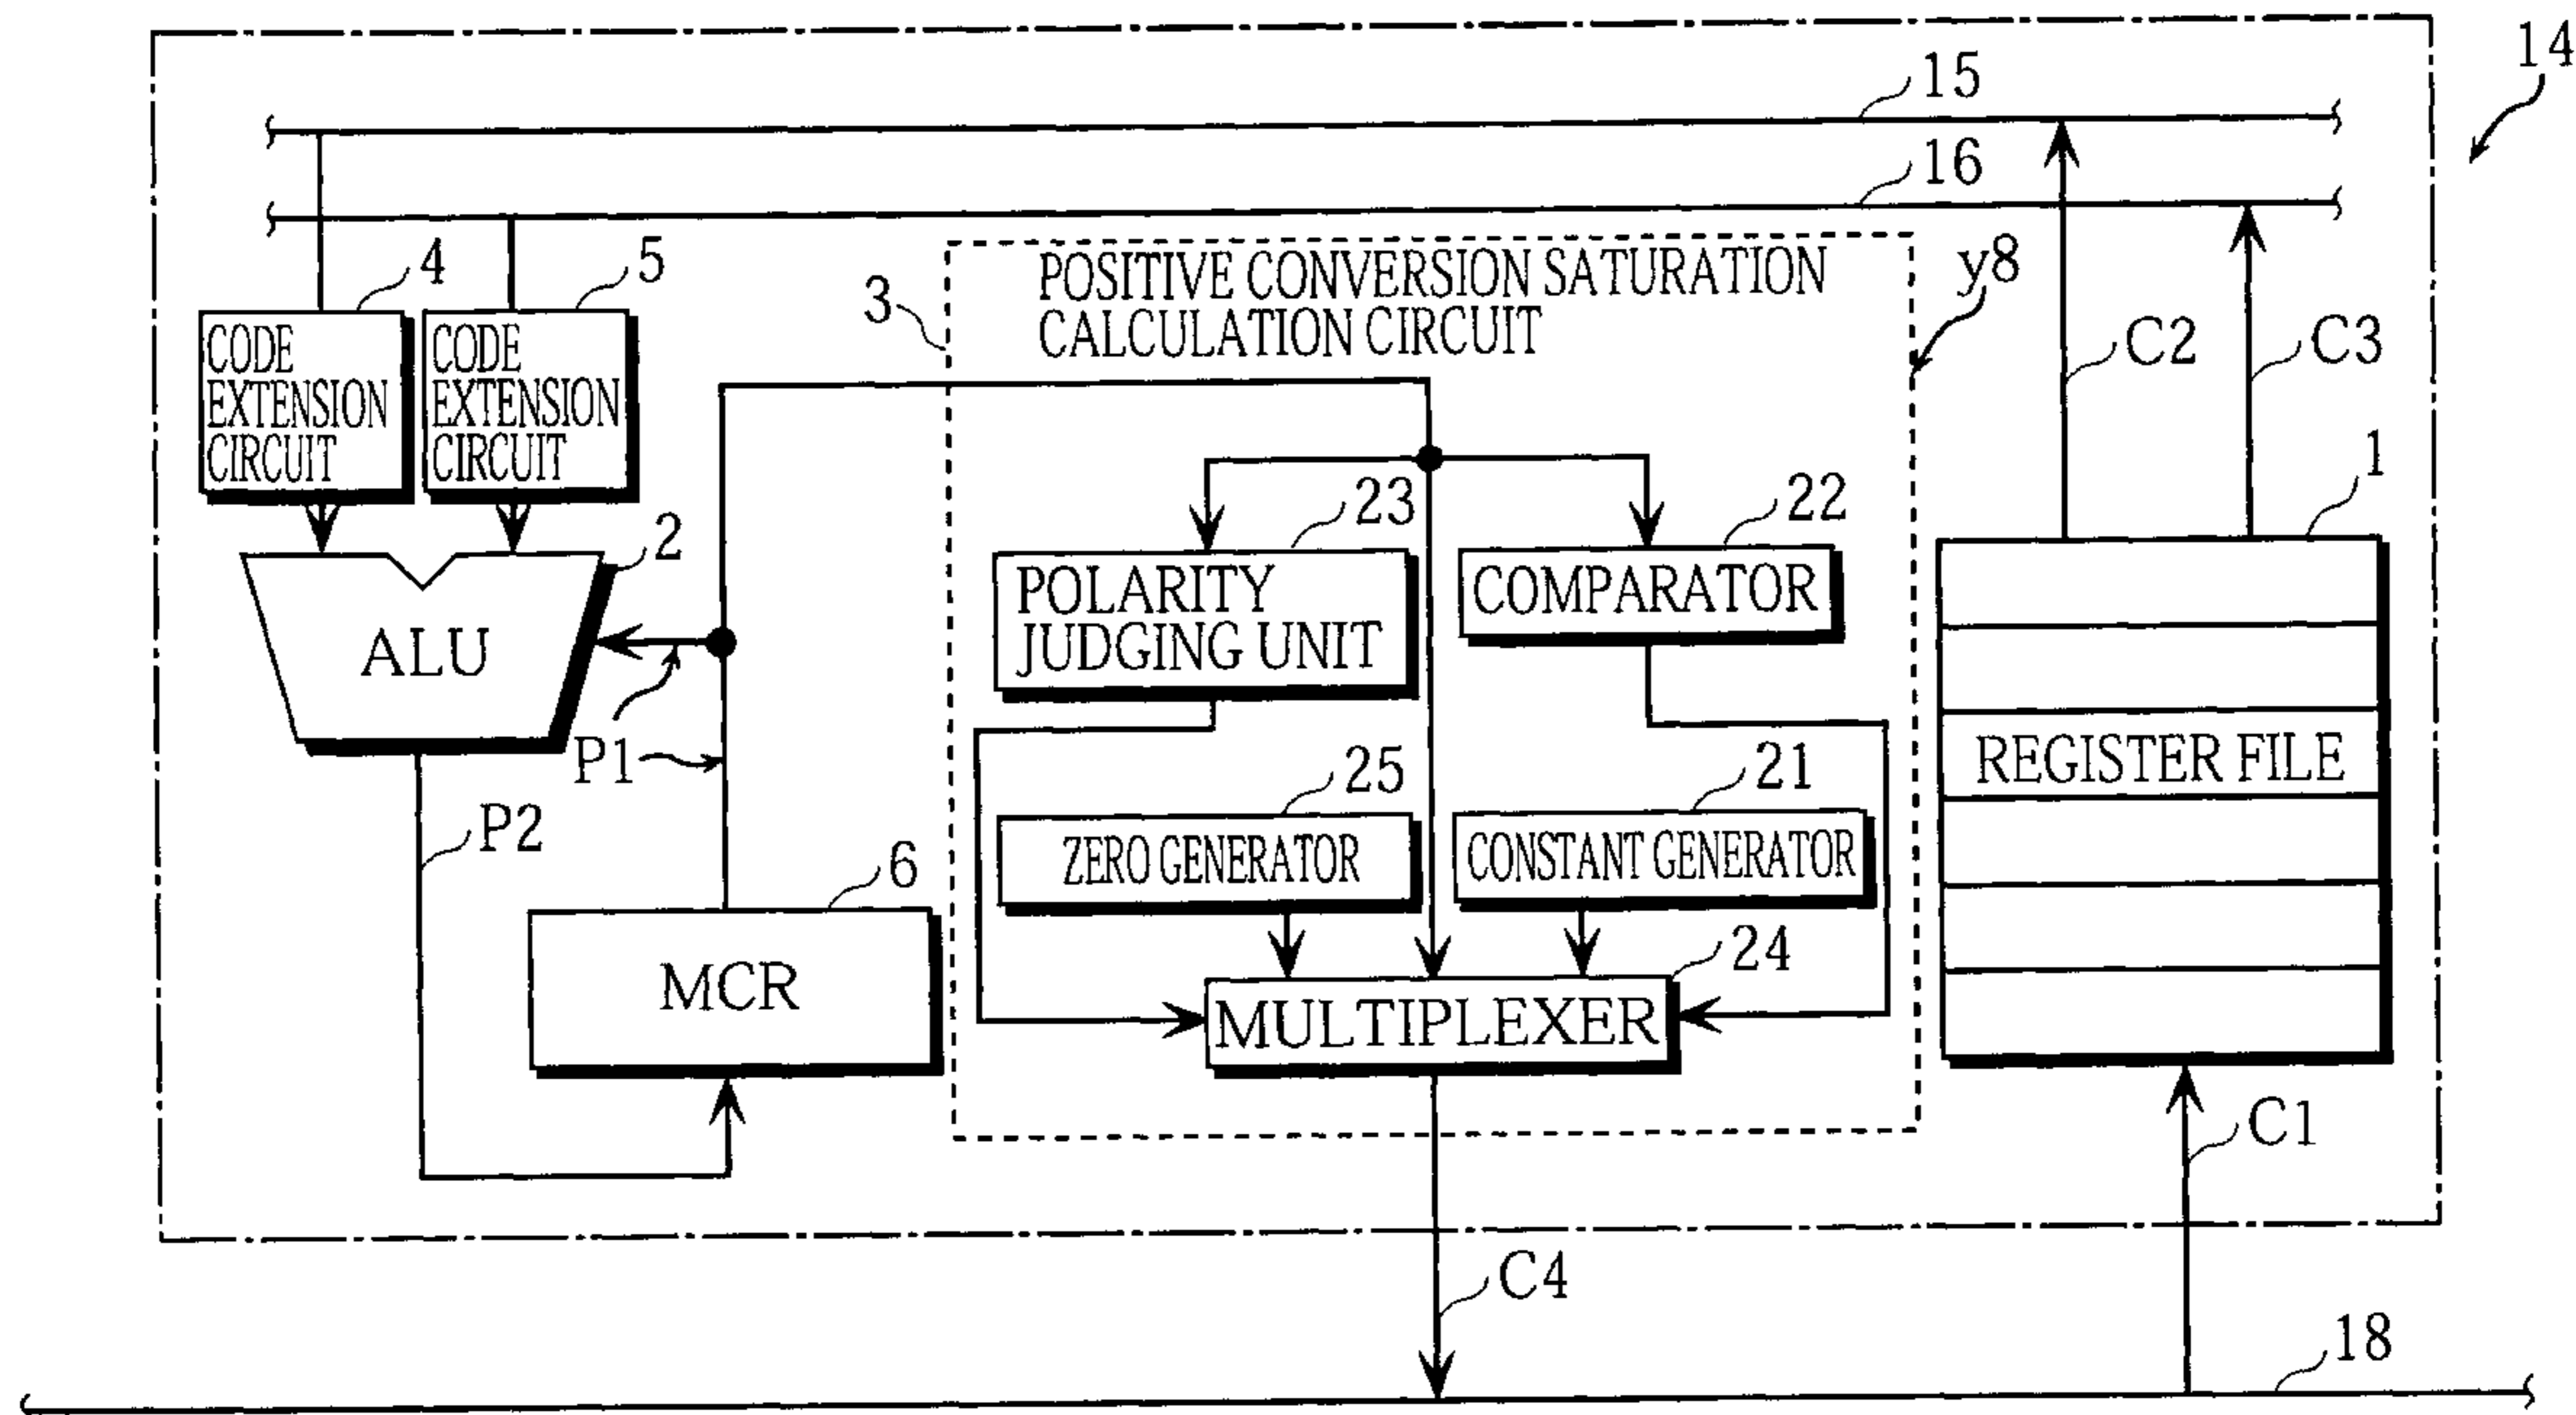 14
15
16
4
5
3
POSITIVE CONVERSION SATURATION
CALCULATION CIRCUIT
y8
C2
C3
CODE
EXTENSION
CIRCUIT
CODE
EXTENSION
CIRCUIT
1
2
23
22
POLARITY
JUDGING UNIT
COMPARATOR
ALU
P1
REGISTER FILE
25
21
P2
ZERO GENERATOR
CONSTANT GENERATOR
6
24
MCR
MULTIPLEXER
C1
C4
18